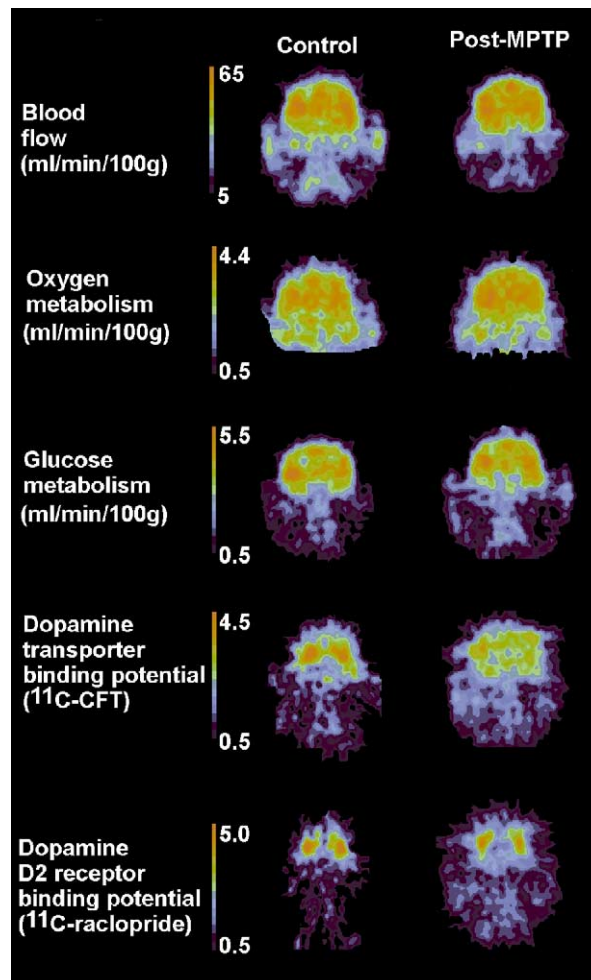 Control
Post-MPTP
65
Blood
flow
(ml/min/100g)
5
4.4
Oxygen
metabolism
(ml/min/100g)
0.5
5.5
Glucose
metabolism
(ml/min/100g)
0.5
4.5
Dopamine
transporter
binding potential
(11C-CFT)
0.5
5.0
Dopamine
D2 receptor
binding potential
(11C-raclopride)
0.5